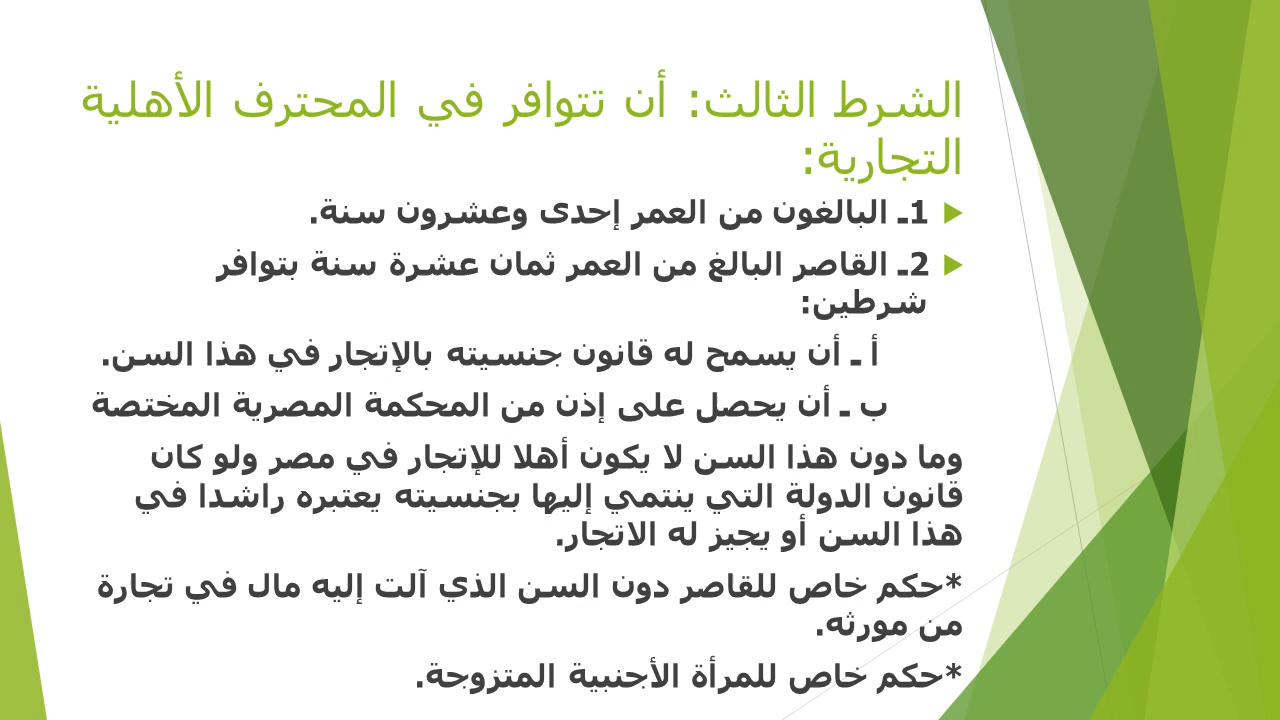 الشرط الثالث: أن تتوافر في المحترف الأهلية
التجارية:
1ـ البالغون من العمر إحدى وعشرون سنة.
2ـ القاصر البالغ من العمر ثمان عشرة سنة بتوافر
شرطين:
أ ـ أن يسمح له قانون جنسيته بالإتجار في هذا السن.
ب ـ أن يحصل على إذن من المحكمة المصرية المختصة
وما دون هذا السن لا يكون أهلا للإتجار في مصر ولو كان
قانون الدولة التي ينتمي إليها بجنسيته يعتبره راشدا في
هذا السن أو يجيز له الاتجار.
*حكم خاص للقاصر دون السن الذي آلت إليه مال في تجارة
من مورثه.
*حكم خاص للمرأة الأجنبية المتزوجة.